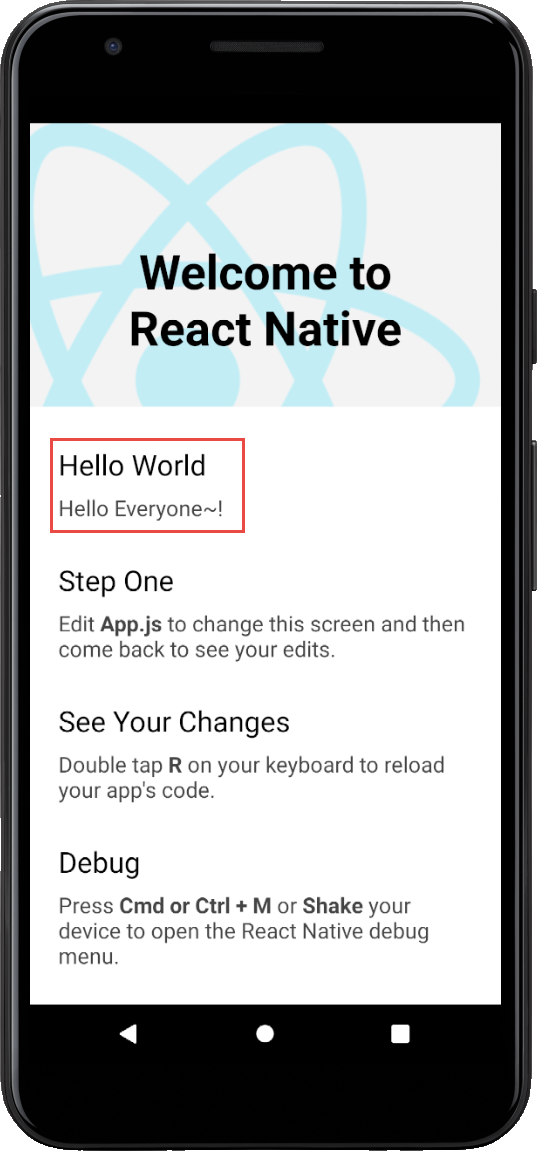 Welcome to
React Native
Hello World
Hello Everyone~!
Step One
Edit App.js to change this screen and then
come back to see your edits.
See Your Changes
Double tap R on your keyboard to reload
your app's code.
Debug
Press Cmd or Ctrl + M or Shake your
device to open the React Native debug
menu.